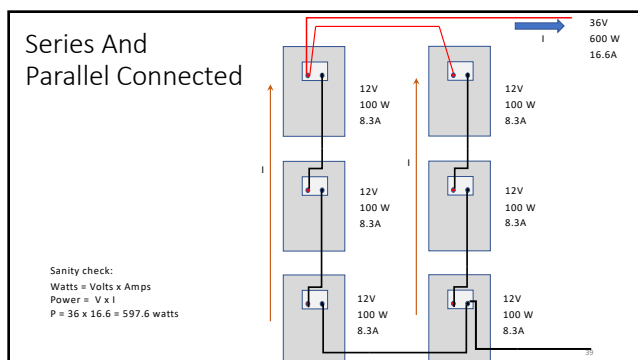 Series And
Parallel Connected
I
36V
600 W
16.6A
12V
100 W
8.3A
12V
100 W
8.3A
I
I
12V
100 W
8.3A
12V
100 W
8.3A
Sanity check:
Watts = Volts x Amps
Power = V x I
P = 36 x 16.6 = 597.6 watts
12V
100 W
8.3A
12V
100 W
8.3A
39